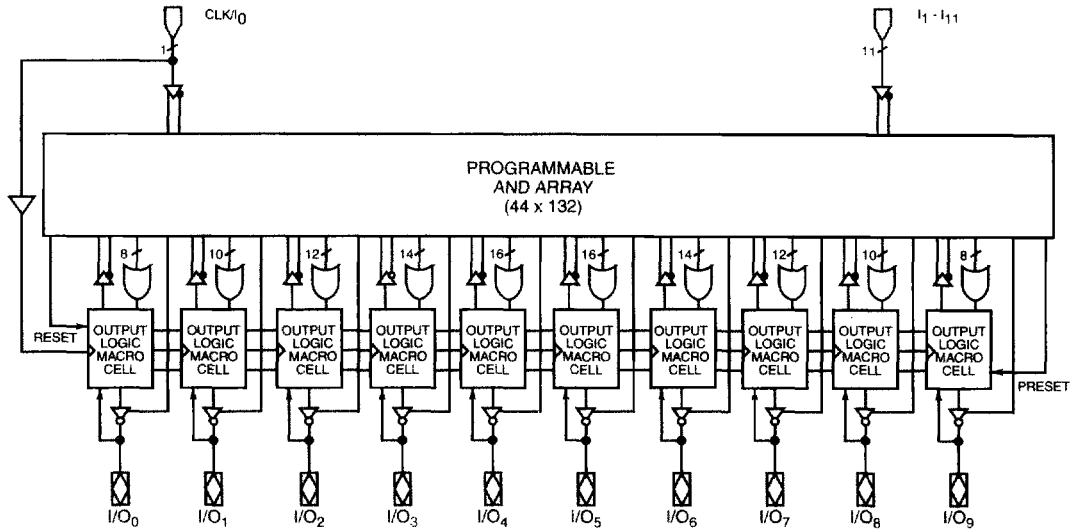 CLK/I0
I1 - I11
1
11
PROGRAMMABLE
AND ARRAY
(44 x 132)
8 10 12 14 16 16 14 12 10 8
OUTPUT OUTPUT OUTPUT OUTPUT OUTPUT OUTPUT OUTPUT OUTPUT OUTPUT OUTPUT
LOGIC LOGIC LOGIC LOGIC LOGIC LOGIC LOGIC LOGIC LOGIC LOGIC
MACRO MACRO MACRO MACRO MACRO MACRO MACRO MACRO MACRO MACRO
CELL CELL CELL CELL CELL CELL CELL CELL CELL CELL
RESET
PRESET
I/O0 I/O1 I/O2 I/O3 I/O4 I/O5 I/O6 I/O7 I/O8 I/O9